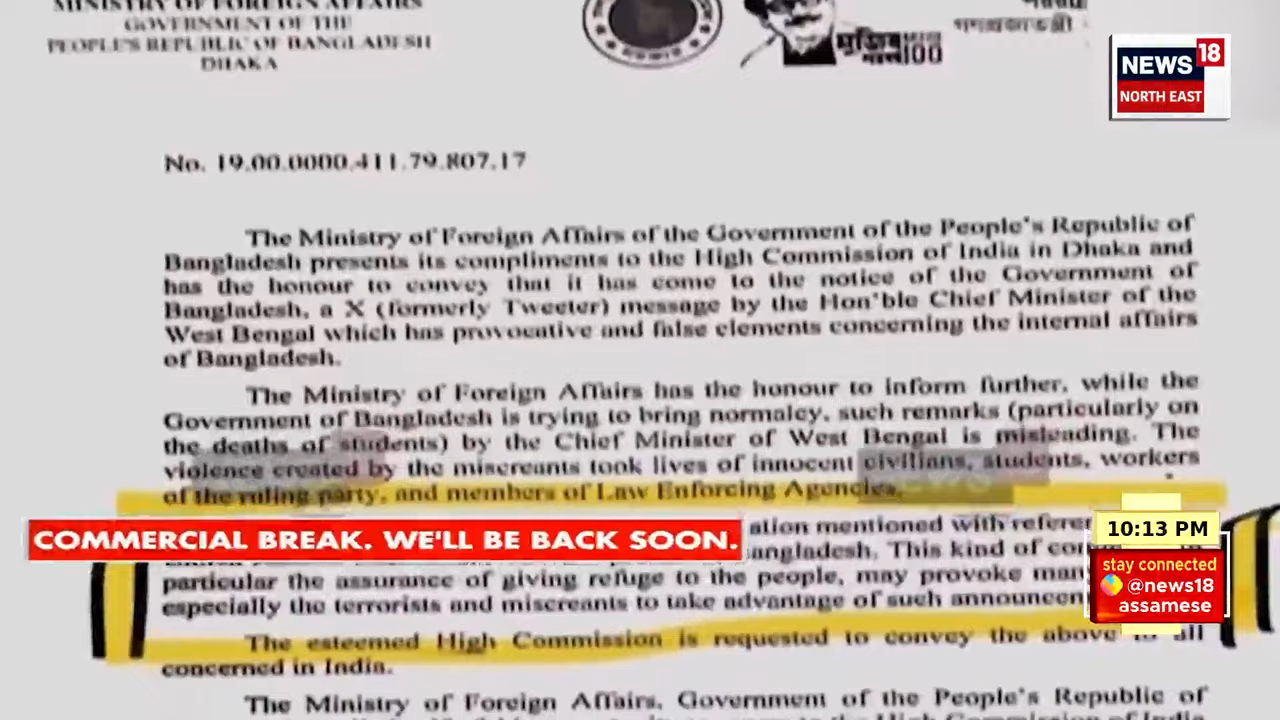 MINISTRY OF FOREIGN AFFAIRS
GOVERNMENT OF THE
PEOPLE'S REPUBLIC OF BANGLADESH
DHAKA
মুজিব
100
NEWS 18
NORTH EAST
No. 19.00.0000.411.79.807.17
The Ministry of Foreign Affairs of the Government of the People's Republic of
Bangladesh presents its compliments to the High Commission of India in Dhaka and
has the honour to convey that it has come to the notice of the Government of
Bangladesh, a X (formerly Tweeter) message by the Hon'ble Chief Minister of the
West Bengal which has provocative and false elements concerning the internal affairs
of Bangladesh.
The Ministry of Foreign Affairs has the honour to inform further, while the
Government of Bangladesh is trying to bring normalcy, such remarks (particularly on
the deaths of students) by the Chief Minister of West Bengal is misleading. The
violence created by the miscreants took lives of innocent civilians, students, workers
of the ruling party, and members of Law Enforcing Agencies.
ation mentioned with refere
angladesh. This kind of
particular the assurance of giving refuge to the people, may provoke
especially the terrorists and miscreants to take advantage of such announcen
The esteemed High Commission is requested to convey the above to all
concerned in India.
The Ministry of Foreign Affairs, Government of the People's Republic of
COMMERCIAL BREAK. WE'LL BE BACK SOON.
10:13 PM
stay connected
@news18
assamese